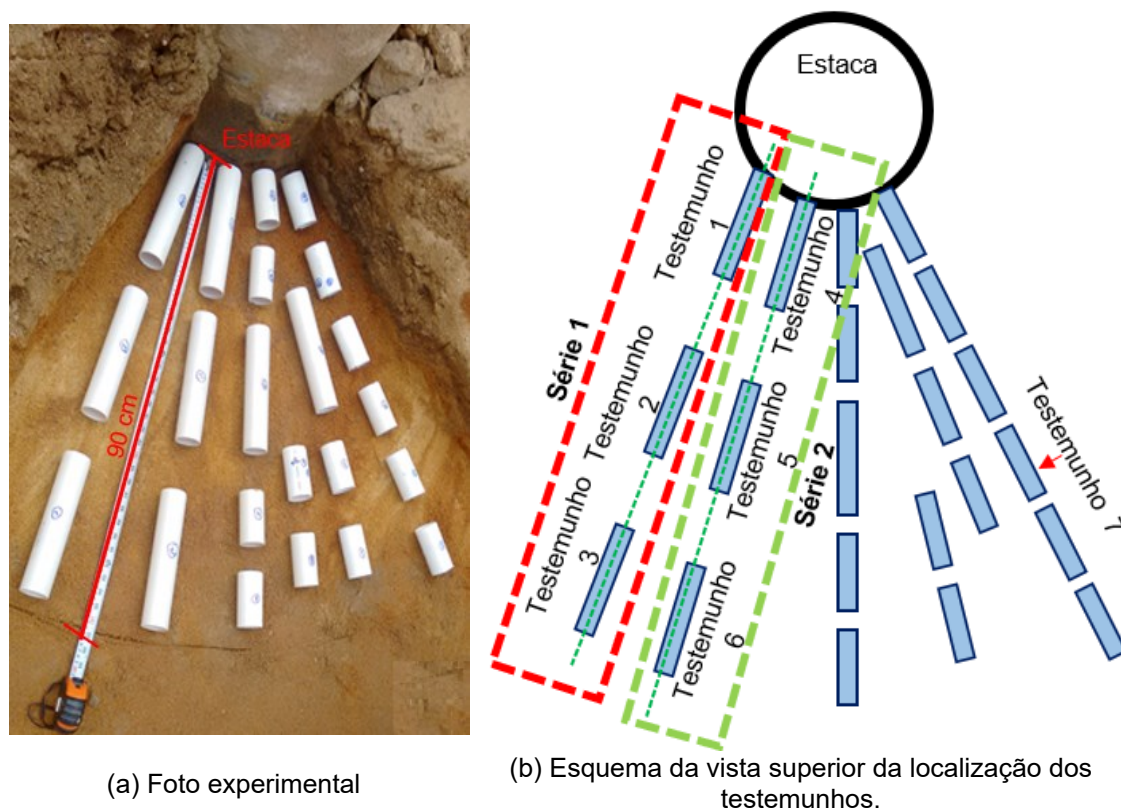 Estaca
90 cm
Estaca
Série 1
Testemunho
1
Testemunho
2
Testemunho
3
Série 2
Testemunho
4
Testemunho
5
Testemunho
6
Testemunho 7
(a) Foto experimental
(b) Esquema da vista superior da localização dos
testemunhos.